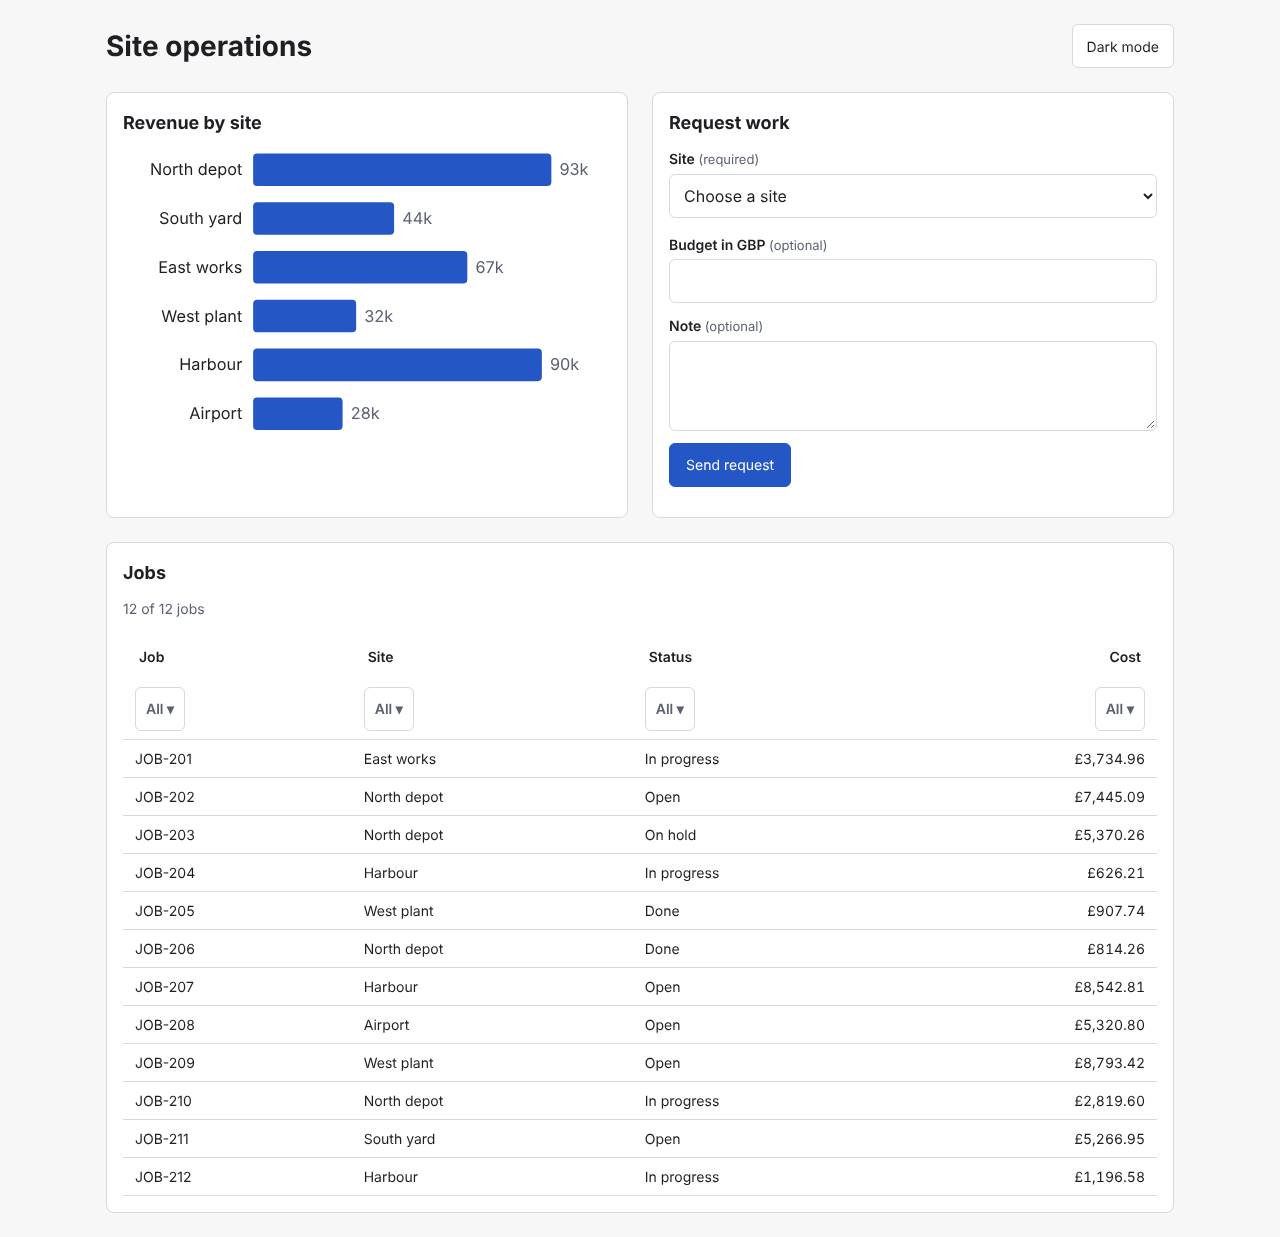 Site operations
Dark mode
Revenue by site
North depot 93k
South yard 44k
East works 67k
West plant 32k
Harbour 90k
Airport 28k
Request work
Site (required)
Choose a site
Budget in GBP (optional)
Note (optional)
Send request
Jobs
12 of 12 jobs
Job Site Status Cost
All ▾ All ▾ All ▾ All ▾
JOB-201 East works In progress £3,734.96
JOB-202 North depot Open £7,445.09
JOB-203 North depot On hold £5,370.26
JOB-204 Harbour In progress £626.21
JOB-205 West plant Done £907.74
JOB-206 North depot Done £814.26
JOB-207 Harbour Open £8,542.81
JOB-208 Airport Open £5,320.80
JOB-209 West plant Open £8,793.42
JOB-210 North depot In progress £2,819.60
JOB-211 South yard Open £5,266.95
JOB-212 Harbour In progress £1,196.58